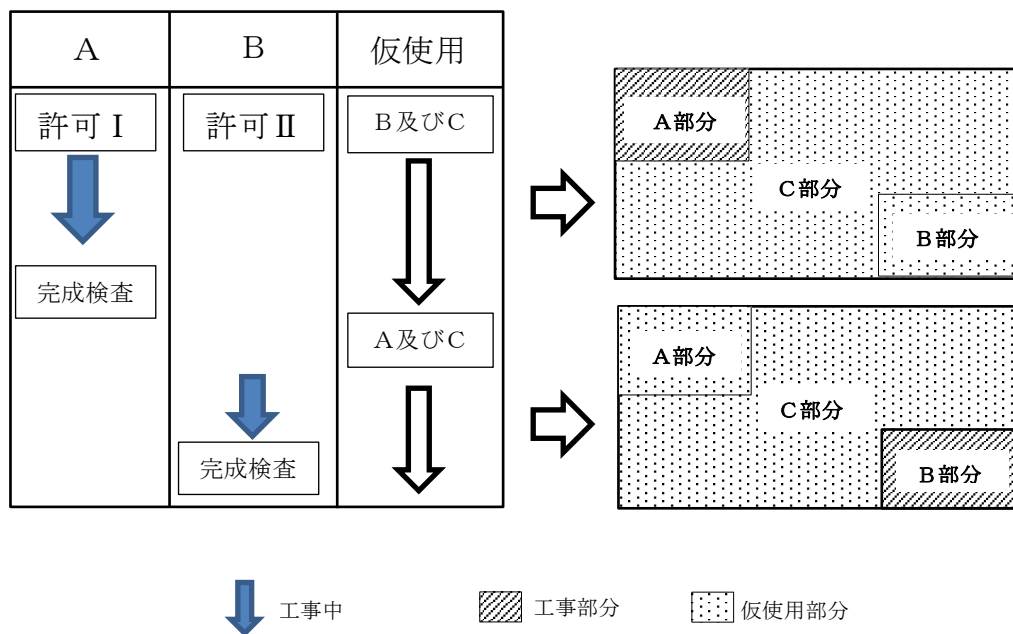 A
B
仮使用
許可Ⅰ
許可Ⅱ
B及びC
完成検査
A及びC
完成検査
A部分
C部分
B部分
A部分
C部分
B部分
工事中
工事部分
仮使用部分